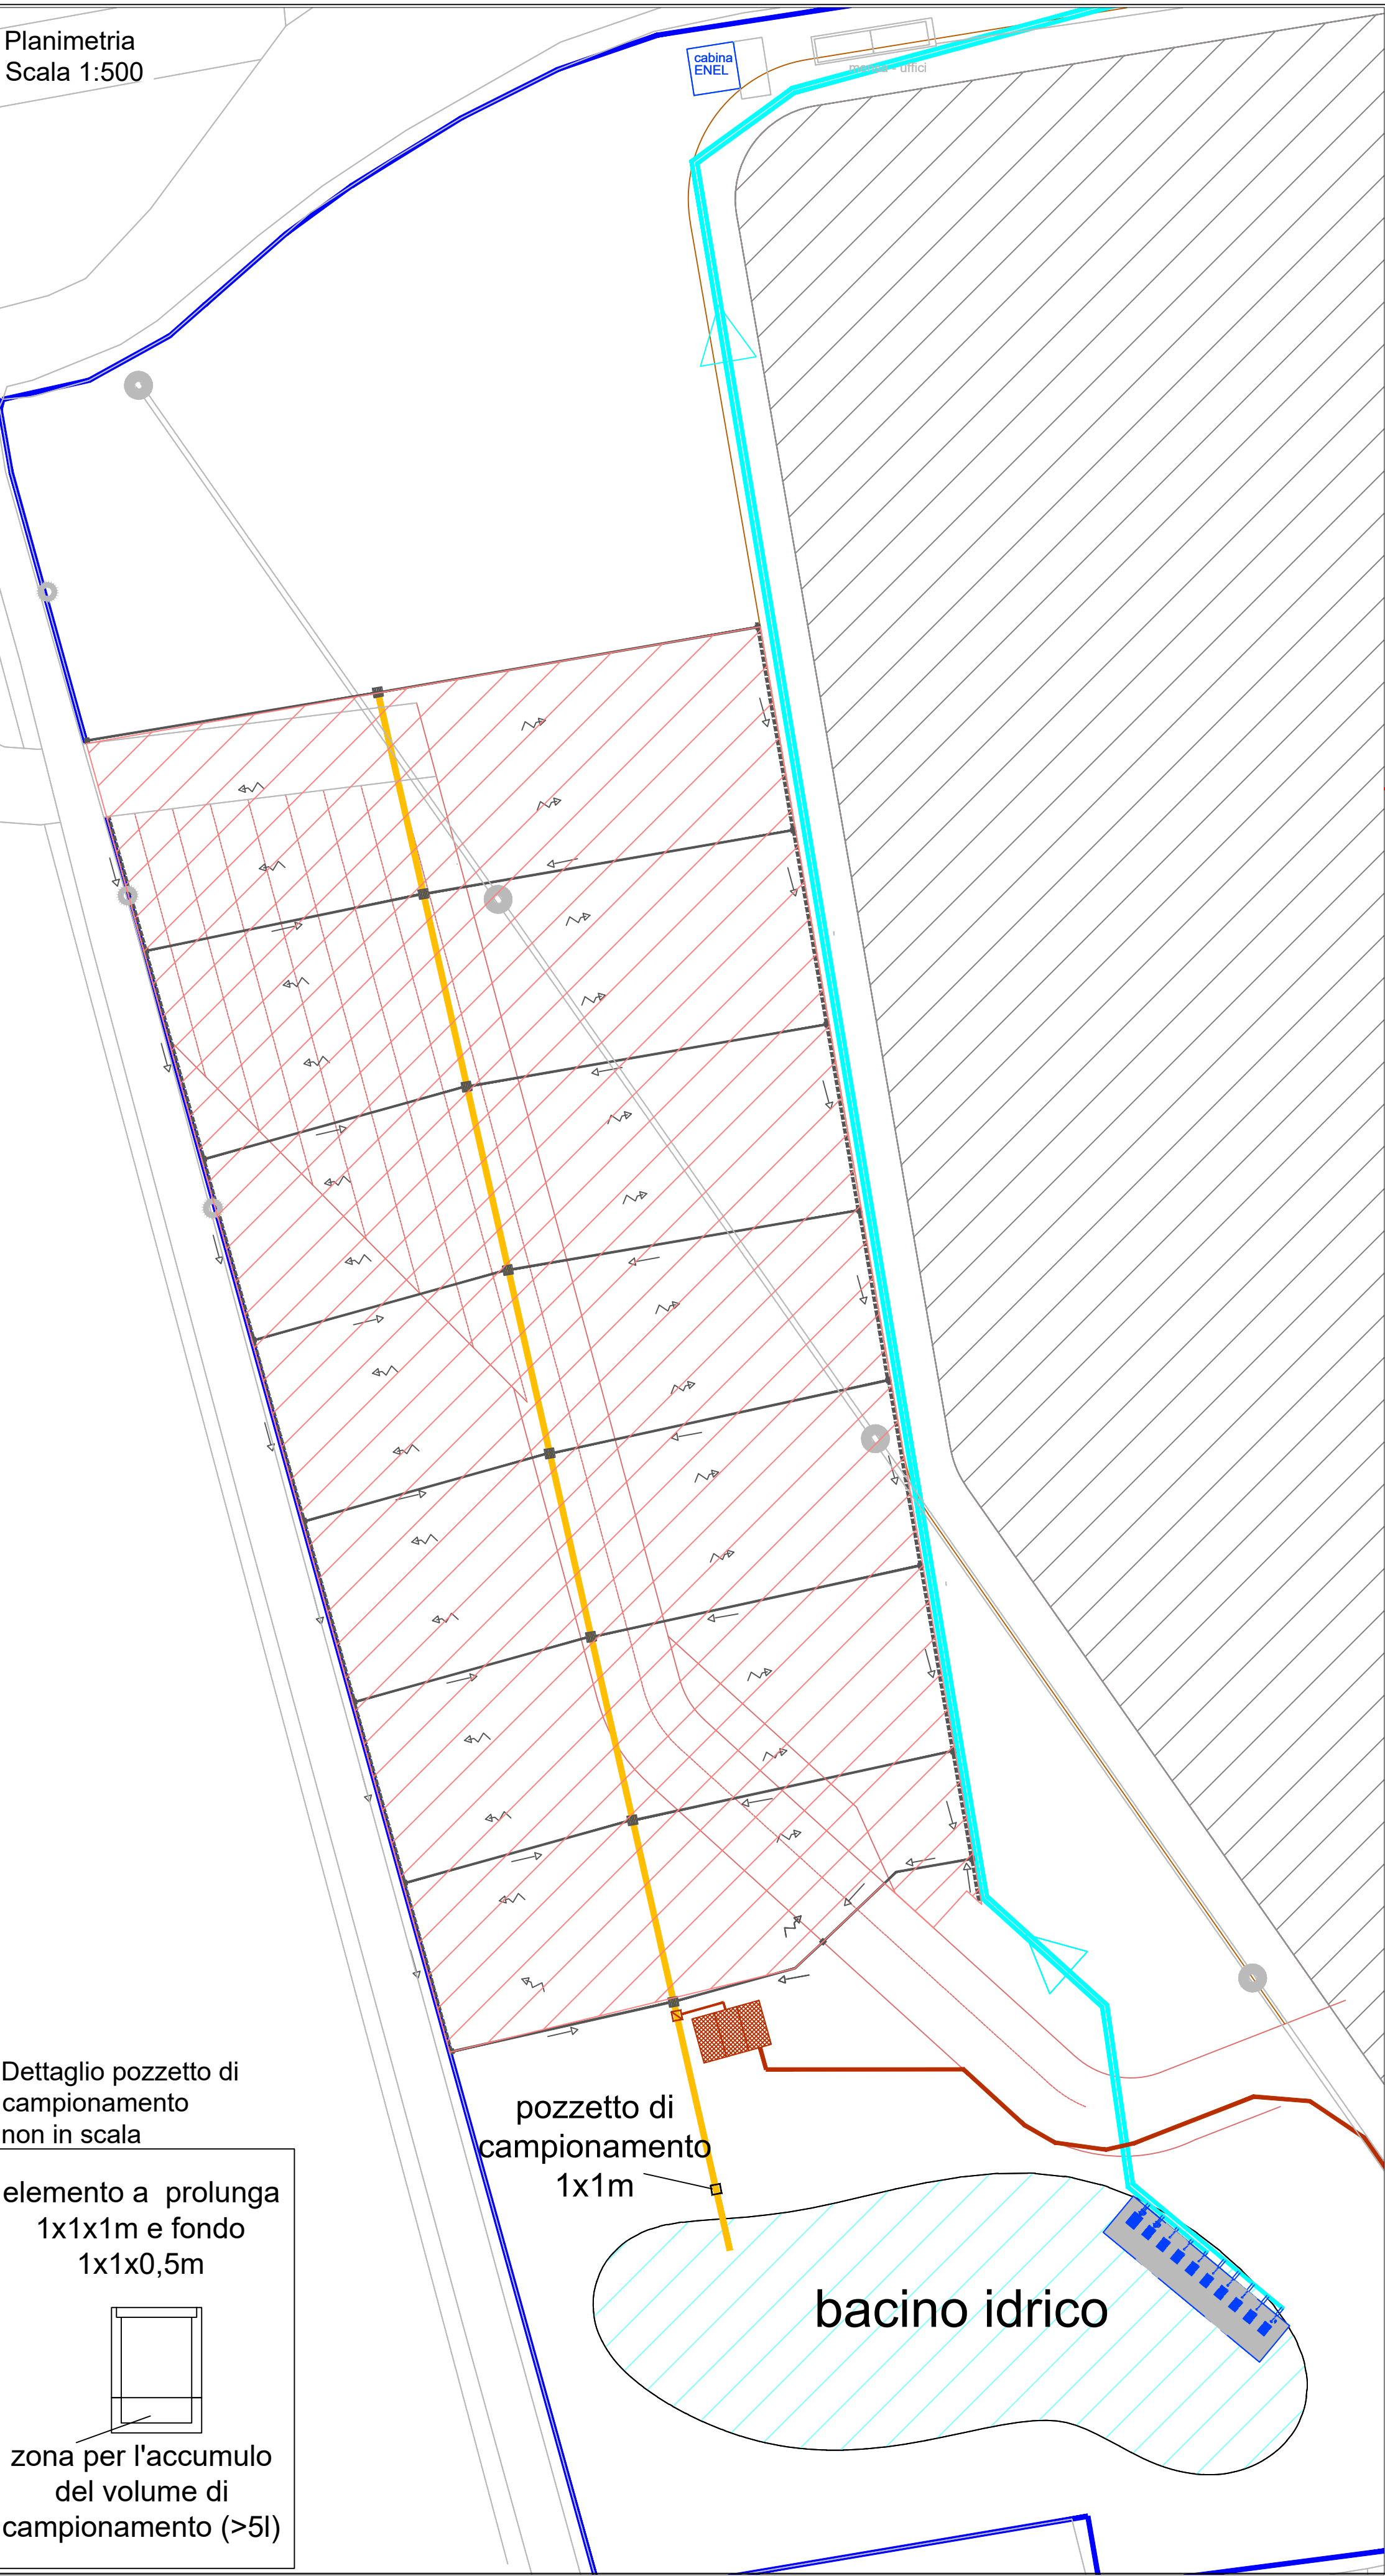 Planimetria
Scala 1:500
cabina
ENEL
uffici
Dettaglio pozzetto di
campionamento
non in scala
pozzetto di
campionamento
1x1m
elemento a prolunga
1x1x1m e fondo
1x1x0,5m
zona per l'accumulo
del volume di
campionamento (>5l)
bacino idrico